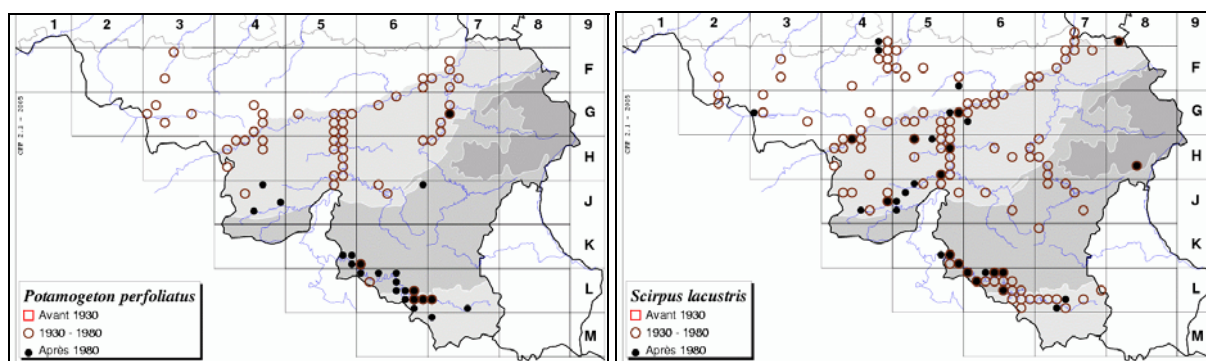 1 2 3 4 5 6 7 8 9
F
G
H
J
K
L
M
CFF 2.1 - 2005
Potamogeton perfoliatus
Avant 1930
1930 - 1980
Après 1980
1 2 3 4 5 6 7 8 9
F
G
H
J
K
L
M
CFF 2.1 - 2005
Scirpus lacustris
Avant 1930
1930 - 1980
Après 1980